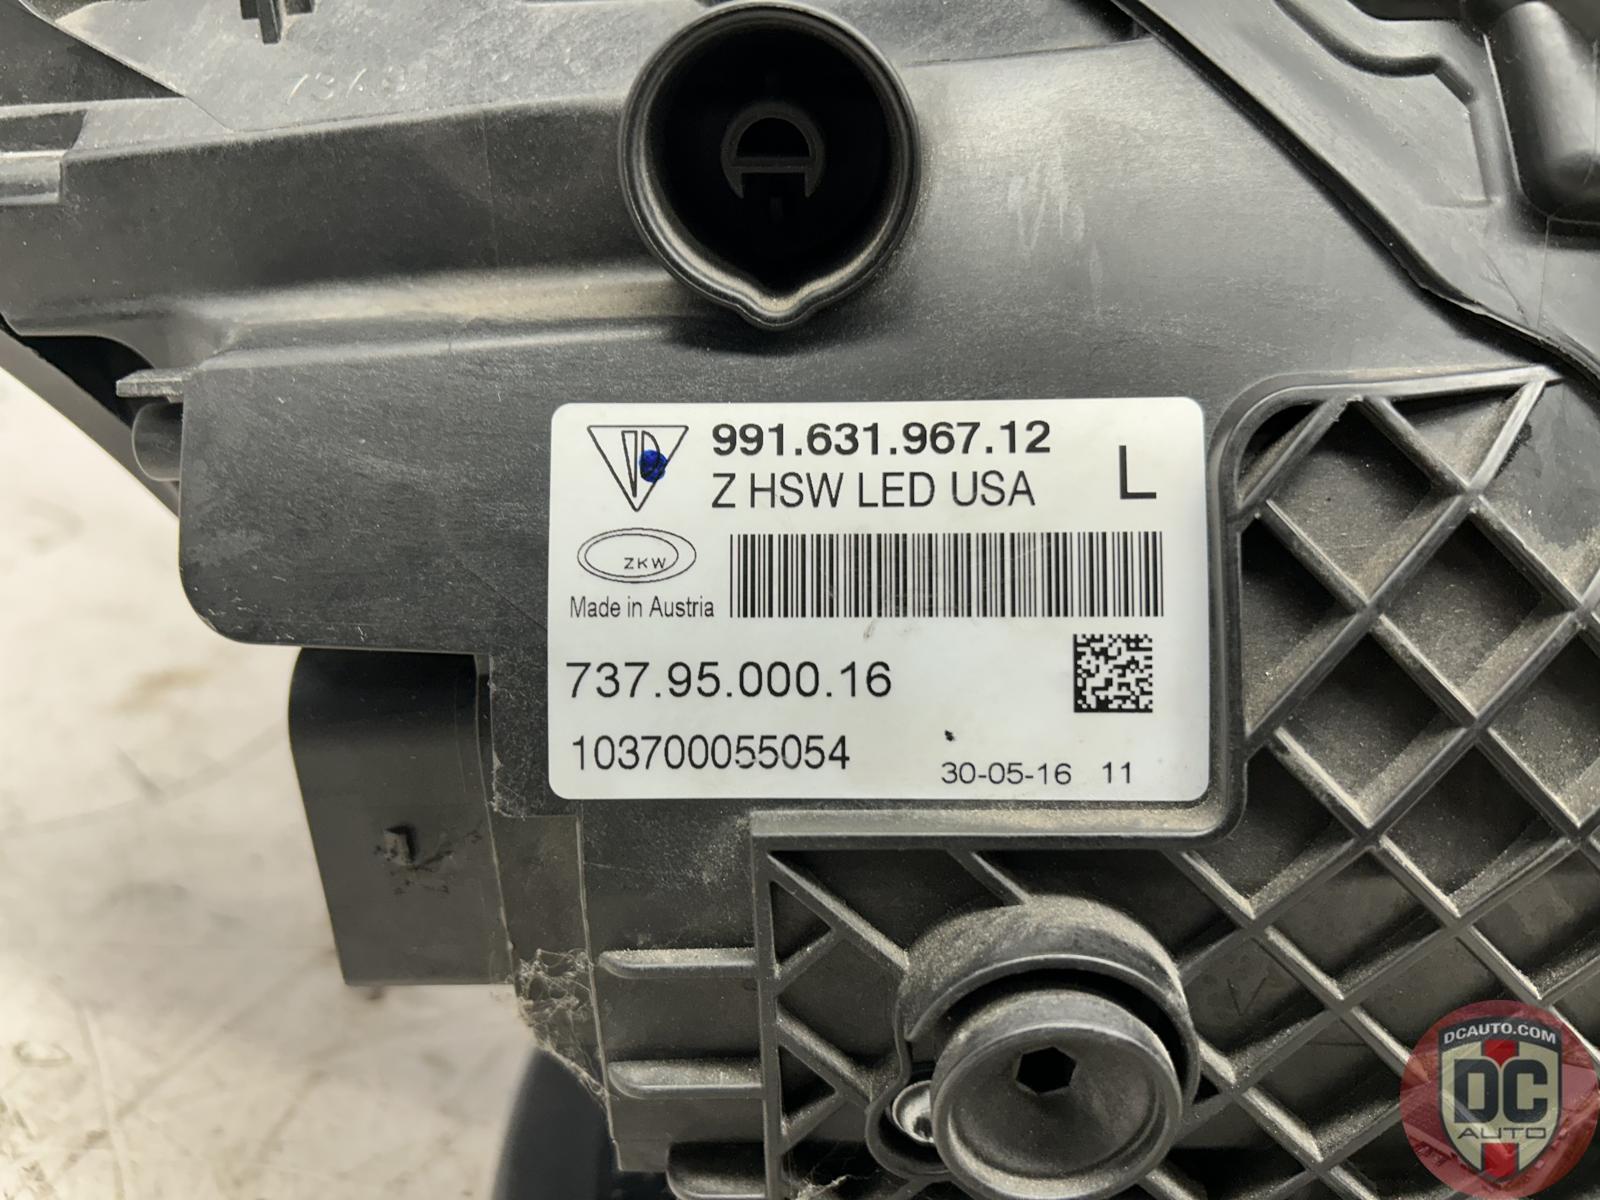 991.631.967.12
Z HSW LED USA
L
ZKW
Made in Austria
737.95.000.16
103700055054
30-05-16 11
DCAUTO.COM
DC
AUTO